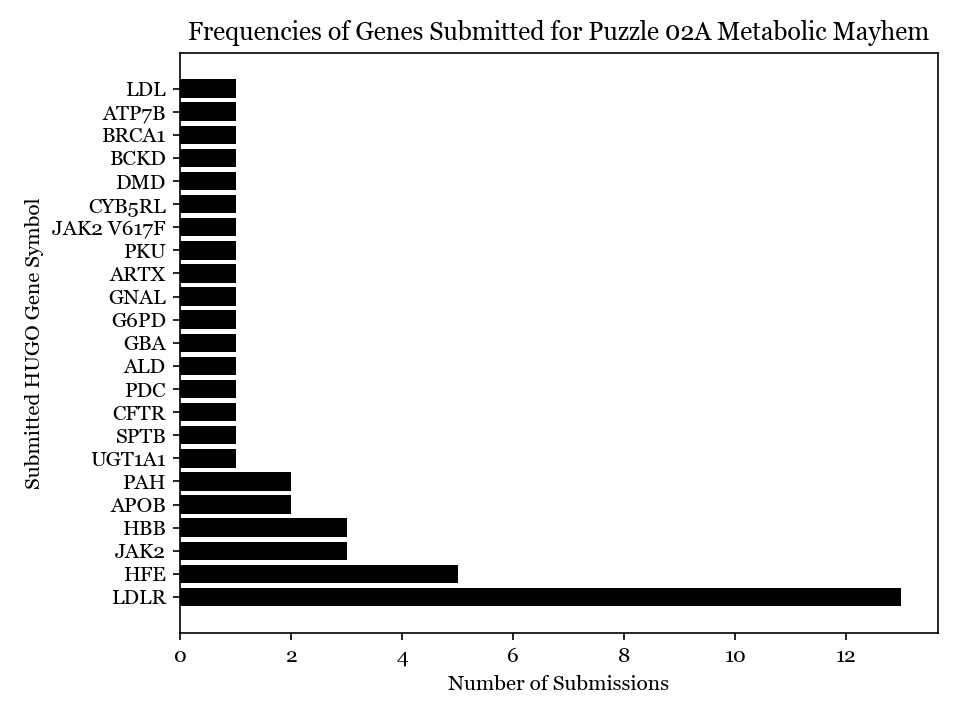 Frequencies of Genes Submitted for Puzzle 02A Metabolic Mayhem
Submitted HUGO Gene Symbol
LDL
ATP7B
BRCA1
BCKD
DMD
CYB5RL
JAK2 V617F
PKU
ARTX
GNAL
G6PD
GBA
ALD
PDC
CFTR
SPTB
UGT1A1
PAH
APOB
HBB
JAK2
HFE
LDLR
0 2 4 6 8 10 12
Number of Submissions